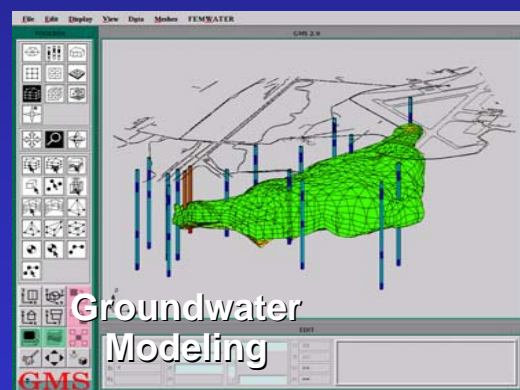 File Edit Display View Data Meshes FEMWATER
GMS 2.0
Groundwater
Modeling
EDIT
GMS